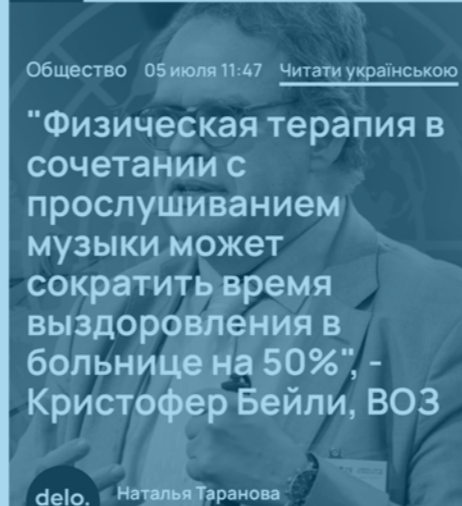 Общество 05 июля 11:47 Читати українською
"Физическая терапия в
сочетании с
прослушиванием
музыки может
сократить время
выздоровления в
больнице на 50%", -
Кристофер Бейли, ВОЗ
delo. Наталья Таранова